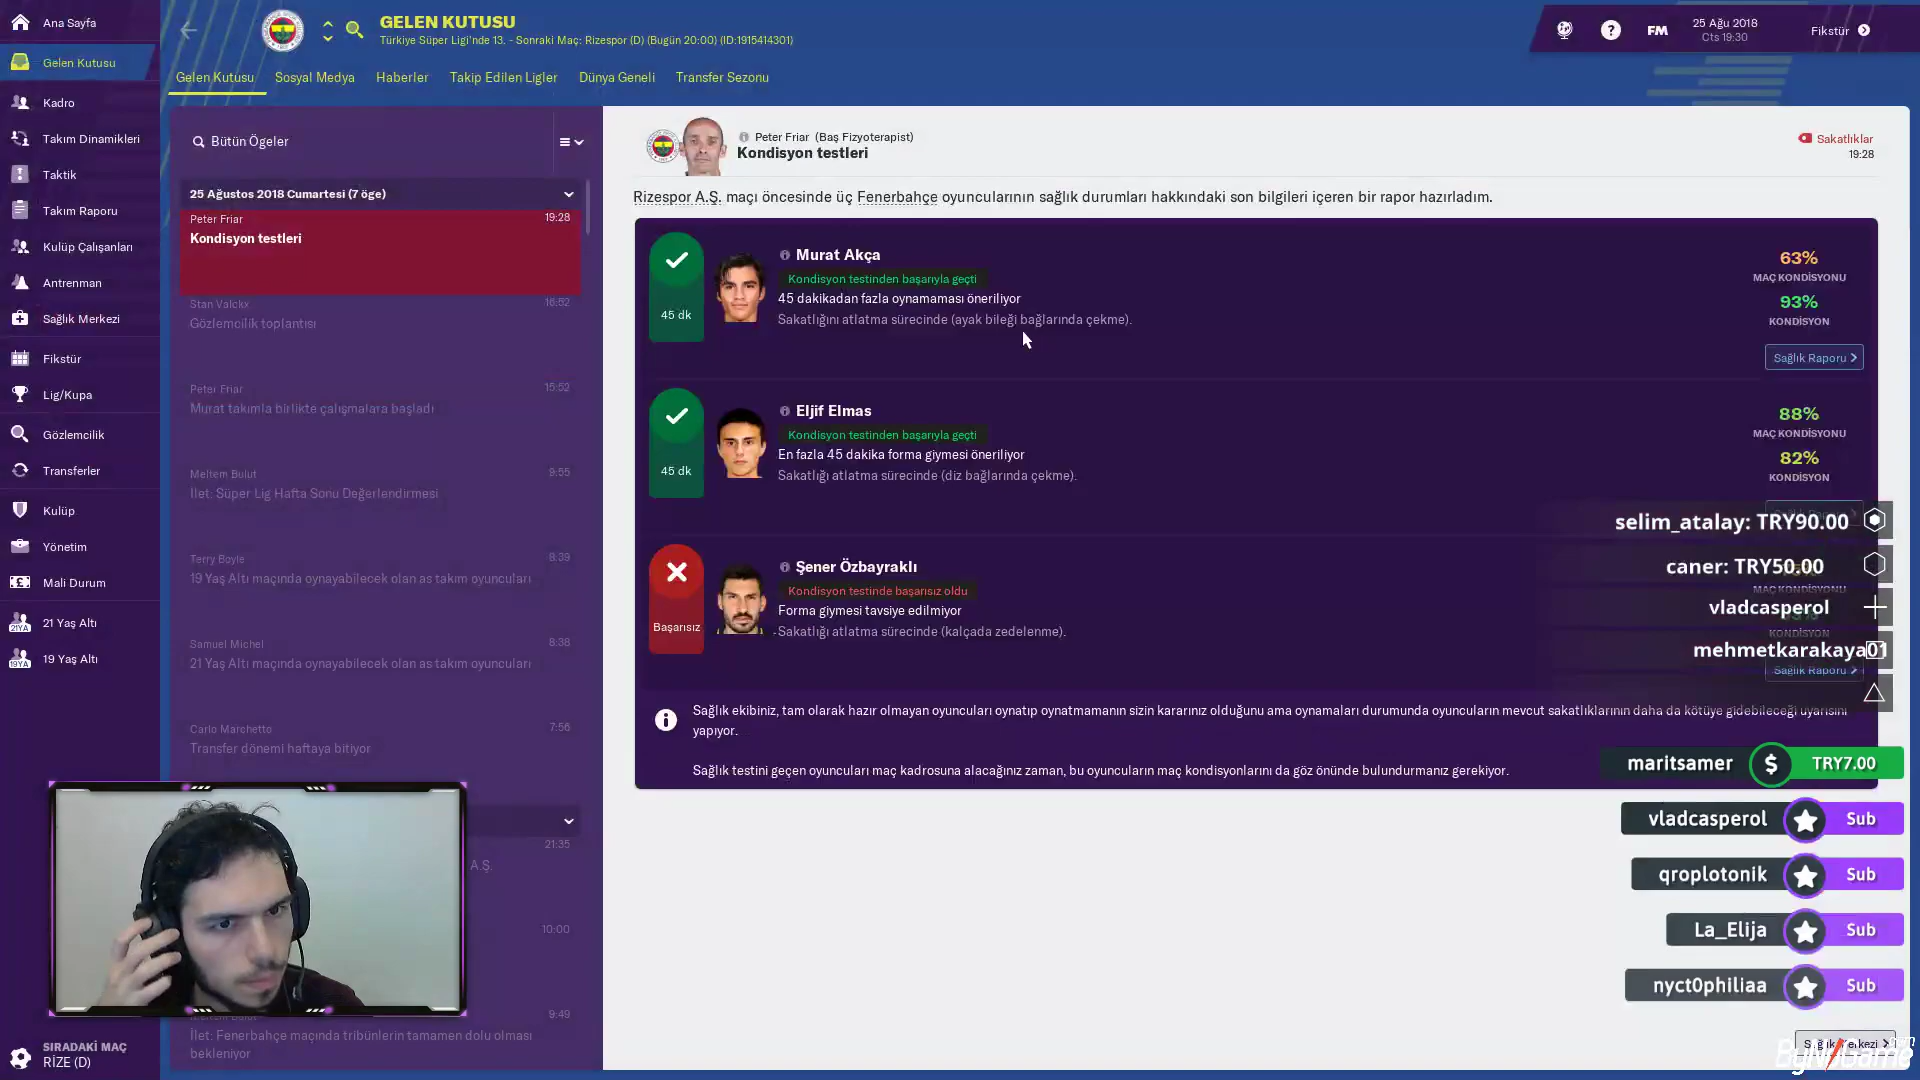 Ana Sayfa
Gelen Kutusu
Kadro
Takım Dinamikleri
Taktik
Takım Raporu
Kulüp Çalışanları
Antrenman
Sağlık Merkezi
Fikstür
Lig/Kupa
Gözlemcilik
Transferler
Kulüp
Yönetim
Mali Durum
21YA
21 Yaş Altı
19YA
19 Yaş Altı
SIRADAKİ MAÇ
RİZE (D)
GELEN KUTUSU
Türkiye Süper Ligi'nde 13. - Sonraki Maç: Rizespor (D) (Bugün 20:00) (ID:1915414301)
FM
25 Ağu 2018
Cts 19:30
Fikstür
Gelen Kutusu
Sosyal Medya
Haberler
Takip Edilen Ligler
Dünya Geneli
Transfer Sezonu
Bütün Ögeler
25 Ağustos 2018 Cumartesi (7 öge)
Peter Friar 19:28
Kondisyon testleri
Stan Valckx 18:52
Gözlemcilik toplantısı
Peter Friar 15:52
Murat takımla birlikte çalışmalara başladı
Meltem Bulut 9:55
İlet: Süper Lig Hafta Sonu Değerlendirmesi
Terry Boyle 8:39
19 Yaş Altı maçında oynayabilecek olan as takım oyuncuları
Samuel Michel 8:38
21 Yaş Altı maçında oynayabilecek olan as takım oyuncuları
Carlo Marchetto 7:56
Transfer dönemi haftaya bitiyor
21:35
A.Ş.
10:00
9:49
İlet: Fenerbahçe maçında tribünlerin tamamen dolu olması
bekleniyor
Peter Friar (Baş Fizyoterapist)
Kondisyon testleri
Sakatlıklar
19:28
Rizespor A.Ş. maçı öncesinde üç Fenerbahçe oyuncularının sağlık durumları hakkındaki son bilgileri içeren bir rapor hazırladım.
45 dk
Murat Akça
Kondisyon testinden başarıyla geçti
45 dakikadan fazla oynamaması öneriliyor
Sakatlığını atlatma sürecinde (ayak bileği bağlarında çekme).
63%
MAÇ KONDİSYONU
93%
KONDİSYON
Sağlık Raporu
45 dk
Eljif Elmas
Kondisyon testinden başarıyla geçti
En fazla 45 dakika forma giymesi öneriliyor
Sakatlığı atlatma sürecinde (diz bağlarında çekme).
88%
MAÇ KONDİSYONU
82%
KONDİSYON
Başarısız
Şener Özbayraklı
Kondisyon testinde başarısız oldu
Forma giymesi tavsiye edilmiyor
Sakatlığı atlatma sürecinde (kalçada zedelenme).
MAÇ KONDİSYONU
KONDİSYON
Sağlık Raporu
selim_atalay: TRY90.00
caner: TRY50.00
vladcasperol
mehmetkarakaya01
Sağlık ekibiniz, tam olarak hazır olmayan oyuncuları oynatıp oynatmamanın sizin kararınız olduğunu ama oynamaları durumunda oyuncuların mevcut sakatlıklarının daha da kötüye gidebileceği uyarısını
yapıyor.
Sağlık testini geçen oyuncuları maç kadrosuna alacağınız zaman, bu oyuncuların maç kondisyonlarını da göz önünde bulundurmanız gerekiyor.
maritsamer $ TRY7.00
vladcasperol Sub
qroplotonik Sub
La_Elija Sub
nyct0philiaa Sub
ByNoGame
.com